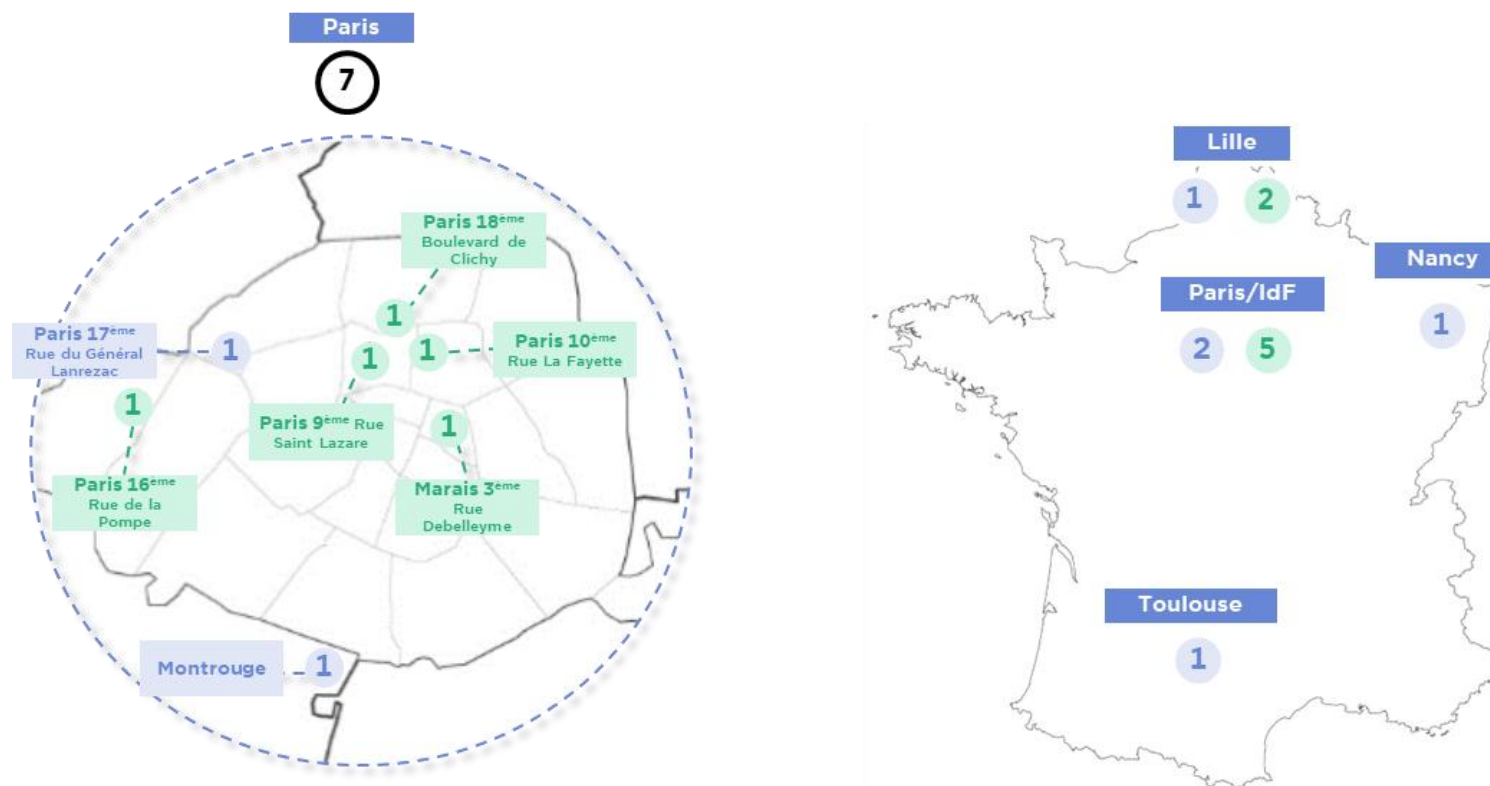 Paris
7
Paris 18ème
Boulevard de
Clichy
1
Paris 17ème
Rue du Général
Lanrezac
1
1
1
Paris 10ème
Rue La Fayette
1
Paris 9ème Rue
Saint Lazare
1
Paris 16ème
Rue de la
Pompe
Marais 3ème
Rue
Debelleyme
Montrouge
1
Lille
1
2
Nancy
1
Paris/IdF
2
5
Toulouse
1